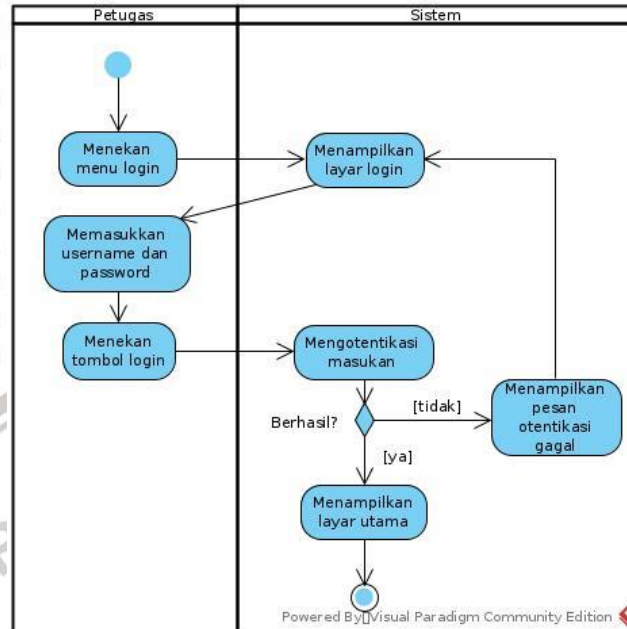 Petugas
Sistem
Menekan
menu login
Menampilkan
layar login
Memasukkan
username dan
password
Menekan
tombol login
Mengotentikasi
masukan
Berhasil?
[tidak]
Menampilkan
pesan
otentikasi
gagal
[ya]
Menampilkan
layar utama
Powered By Visual Paradigm Community Edition